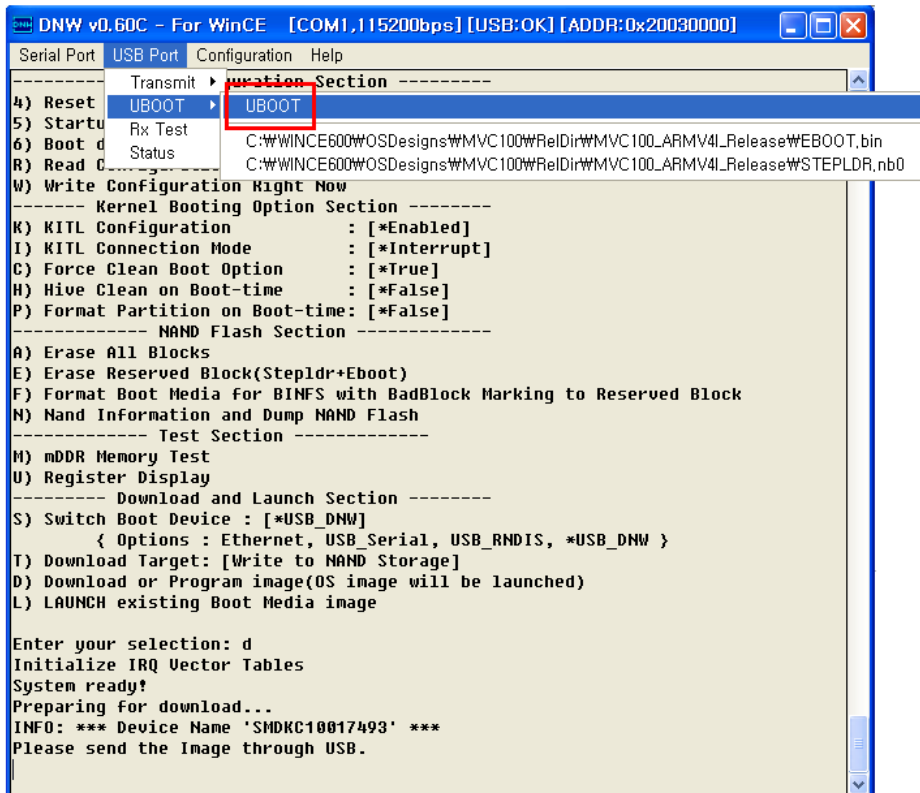 DNW v0.60C - For WinCE [COM1,115200bps][USB:OK][ADDR:0x20030000]
Serial Port USB Port Configuration Help
Transmit
UBOOT
Rx Test
Status
UBOOT
C:₩WINCE600₩OSDesigns₩MVC100₩RelDir₩MVC100_ARMV4I_Release₩EBOOT.bin
C:₩WINCE600₩OSDesigns₩MVC100₩RelDir₩MVC100_ARMV4I_Release₩STEPLDR.nb0
Section ---------
4) Reset
5) Startu
6) Boot d
R) Read C
W) Write Configuration Right Now
------- Kernel Booting Option Section --------
K) KITL Configuration : [*Enabled]
I) KITL Connection Mode : [*Interrupt]
C) Force Clean Boot Option : [*True]
H) Hive Clean on Boot-time : [*False]
P) Format Partition on Boot-time: [*False]
------------- NAND Flash Section -------------
A) Erase All Blocks
E) Erase Reserved Block(Stepldr+Eboot)
F) Format Boot Media for BINFS with BadBlock Marking to Reserved Block
N) Nand Information and Dump NAND Flash
------------- Test Section -------------
M) mDDR Memory Test
U) Register Display
--------- Download and Launch Section --------
S) Switch Boot Device : [*USB_DNW]
{ Options : Ethernet, USB_Serial, USB_RNDIS, *USB_DNW }
T) Download Target: [Write to NAND Storage]
D) Download or Program image(OS image will be launched)
L) LAUNCH existing Boot Media image
Enter your selection: d
Initialize IRQ Vector Tables
System ready!
Preparing for download...
INFO: *** Device Name 'SMDKC10017493' ***
Please send the Image through USB.